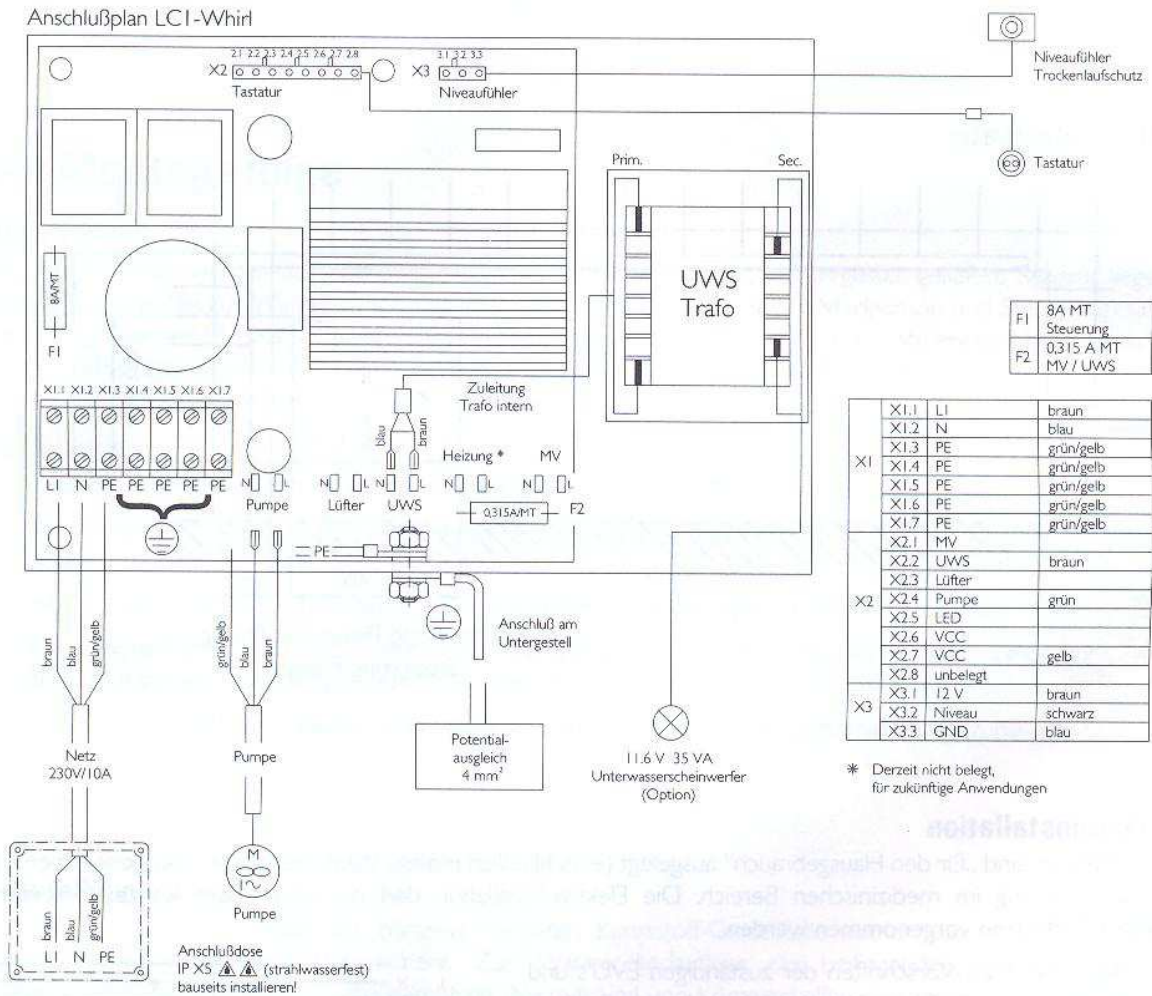 Anschlußplan LC1-Whirl
2.1 2.2 2.3 2.4 2.5 2.6 2.7 2.8
X2
Tastatur
3.1 3.2 3.3
X3
Niveaufühler
Niveaufühler
Trockenlaufschutz
Tastatur
Prim.
Sec.
UWS
Trafo
8A/MT
F1
F1 8A MT
Steuerung
F2 0,315 A MT
MV / UWS
X1.1 X1.2 X1.3 X1.4 X1.5 X1.6 X1.7
L1 N PE PE PE PE PE
Zuleitung
Trafo intern
blau
braun
Heizung *
MV
N L
N L
N L
N L
N L
Pumpe
Lüfter
UWS
0,315A/MT
F2
PE
X1
X1.1 L1 braun
X1.2 N blau
X1.3 PE grün/gelb
X1.4 PE grün/gelb
X1.5 PE grün/gelb
X1.6 PE grün/gelb
X1.7 PE grün/gelb
X2
X2.1 MV
X2.2 UWS braun
X2.3 Lüfter
X2.4 Pumpe grün
X2.5 LED
X2.6 VCC
X2.7 VCC gelb
X2.8 unbelegt
X3
X3.1 12 V braun
X3.2 Niveau schwarz
X3.3 GND blau
* Derzeit nicht belegt,
für zukünftige Anwendungen
braun
blau
grün/gelb
grün/gelb
blau
braun
Anschluß am
Untergestell
Netz
230V/10A
Pumpe
Potential-
ausgleich
4 mm²
11.6 V 35 VA
Unterwasserscheinwerfer
(Option)
M
1~
Pumpe
braun
blau
grün/gelb
L1 N PE
Anschlußdose
IP X5 (strahlwasserfest)
bauseits installieren!